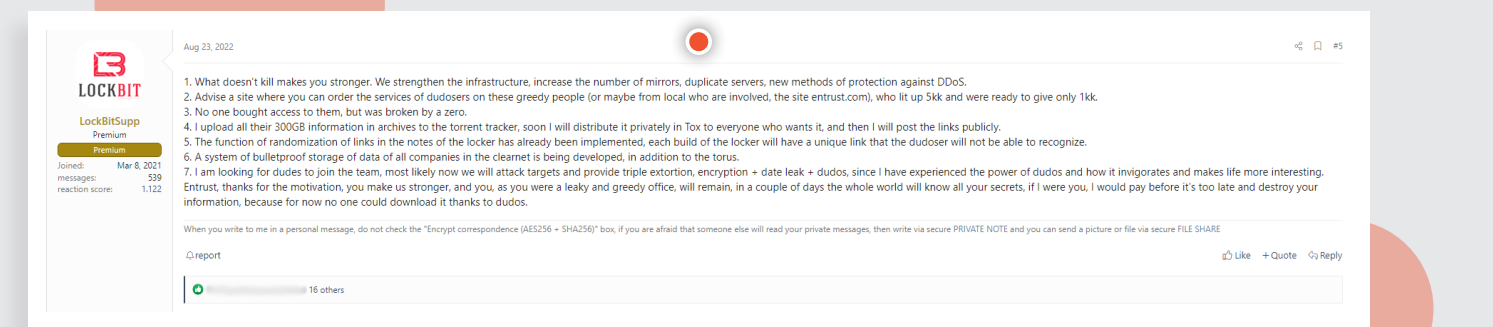 Aug 23, 2022
#5
LOCKBIT
LockBitSupp
Premium
Premium
Joined: Mar 8, 2021
messages: 539
reaction score: 1.122
1. What doesn't kill makes you stronger. We strengthen the infrastructure, increase the number of mirrors, duplicate servers, new methods of protection against DDoS.
2. Advise a site where you can order the services of dudosers on these greedy people (or maybe from local who are involved, the site entrust.com), who lit up 5kk and were ready to give only 1kk.
3. No one bought access to them, but was broken by a zero.
4. I upload all their 300GB information in archives to the torrent tracker, soon I will distribute it privately in Tox to everyone who wants it, and then I will post the links publicly.
5. The function of randomization of links in the notes of the locker has already been implemented, each build of the locker will have a unique link that the dudoser will not be able to recognize.
6. A system of bulletproof storage of data of all companies in the clearnet is being developed, in addition to the torus.
7. I am looking for dudes to join the team, most likely now we will attack targets and provide triple extortion, encryption + date leak + dudos, since I have experienced the power of dudos and how it invigorates and makes life more interesting.
Entrust, thanks for the motivation, you make us stronger, and you, as you were a leaky and greedy office, will remain, in a couple of days the whole world will know all your secrets, if I were you, I would pay before it's too late and destroy your
information, because for now no one could download it thanks to dudos.
When you write to me in a personal message, do not check the "Encrypt correspondence (AES256 + SHA256)" box, if you are afraid that someone else will read your private messages, then write via secure PRIVATE NOTE and you can send a picture or file via secure FILE SHARE
report
Like +Quote Reply
16 others